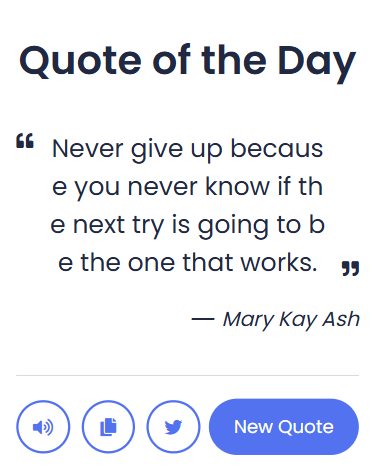 Quote of the Day
“ Never give up becaus
e you never know if th
e next try is going to b
e the one that works. ”
— Mary Kay Ash
New Quote